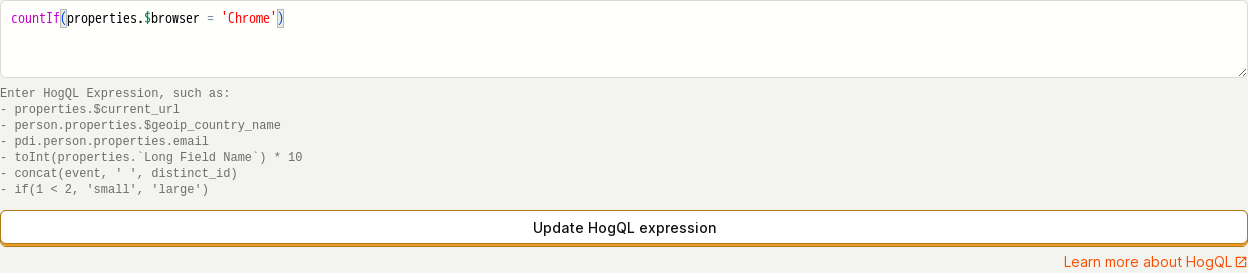 countIf(properties.$browser = 'Chrome')
Enter HogQL Expression, such as:
- properties.$current_url
- person.properties.$geoip_country_name
- pdi.person.properties.email
- toInt(properties.`Long Field Name`) * 10
- concat(event, ' ', distinct_id)
- if(1 < 2, 'small', 'large')
Update HogQL expression
Learn more about HogQL